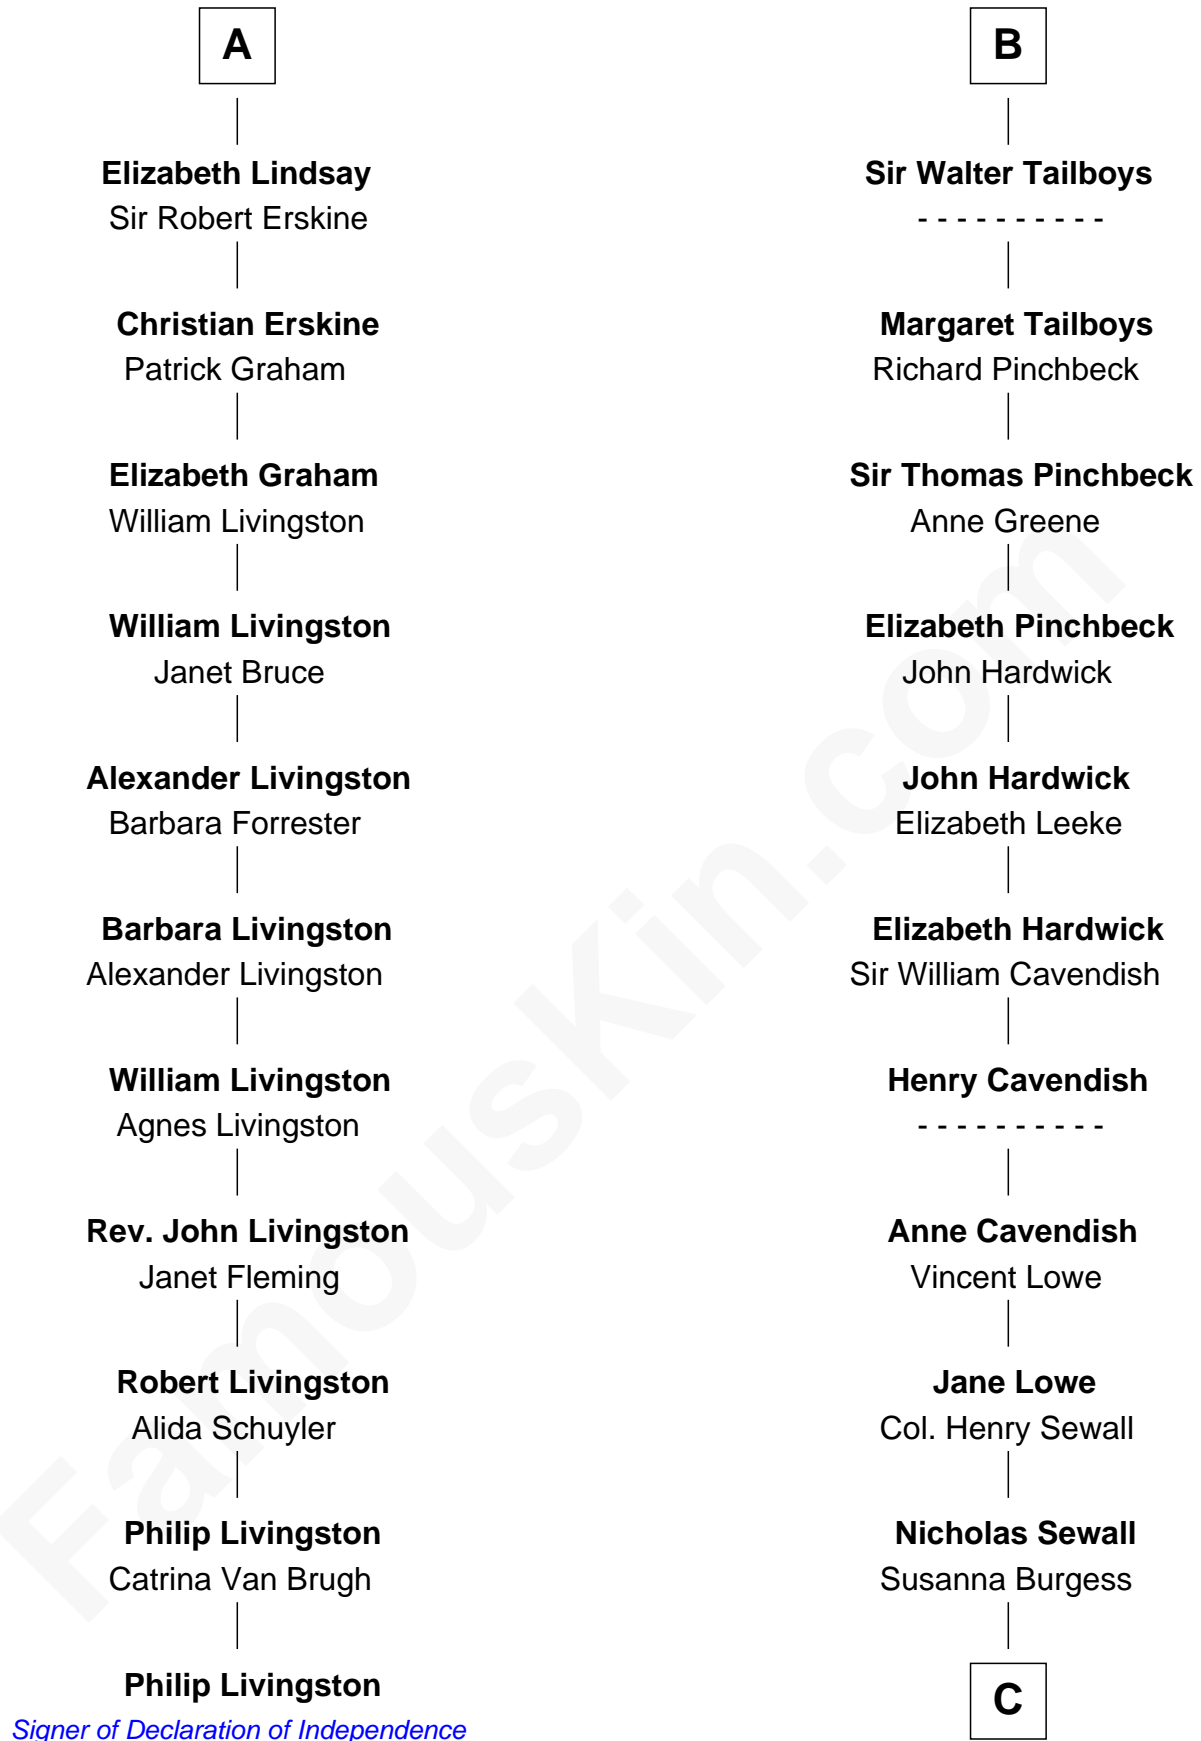 A
Elizabeth Lindsay
Sir Robert Erskine
Christian Erskine
Patrick Graham
Elizabeth Graham
William Livingston
William Livingston
Janet Bruce
Alexander Livingston
Barbara Forrester
Barbara Livingston
Alexander Livingston
William Livingston
Agnes Livingston
Rev. John Livingston
Janet Fleming
Robert Livingston
Alida Schuyler
Philip Livingston
Catrina Van Brugh
Philip Livingston
Signer of Declaration of Independence
B
Sir Walter Tailboys
- - - - - - - - - -
Margaret Tailboys
Richard Pinchbeck
Sir Thomas Pinchbeck
Anne Greene
Elizabeth Pinchbeck
John Hardwick
John Hardwick
Elizabeth Leeke
Elizabeth Hardwick
Sir William Cavendish
Henry Cavendish
- - - - - - - - - -
Anne Cavendish
Vincent Lowe
Jane Lowe
Col. Henry Sewall
Nicholas Sewall
Susanna Burgess
C
FamousKin.com